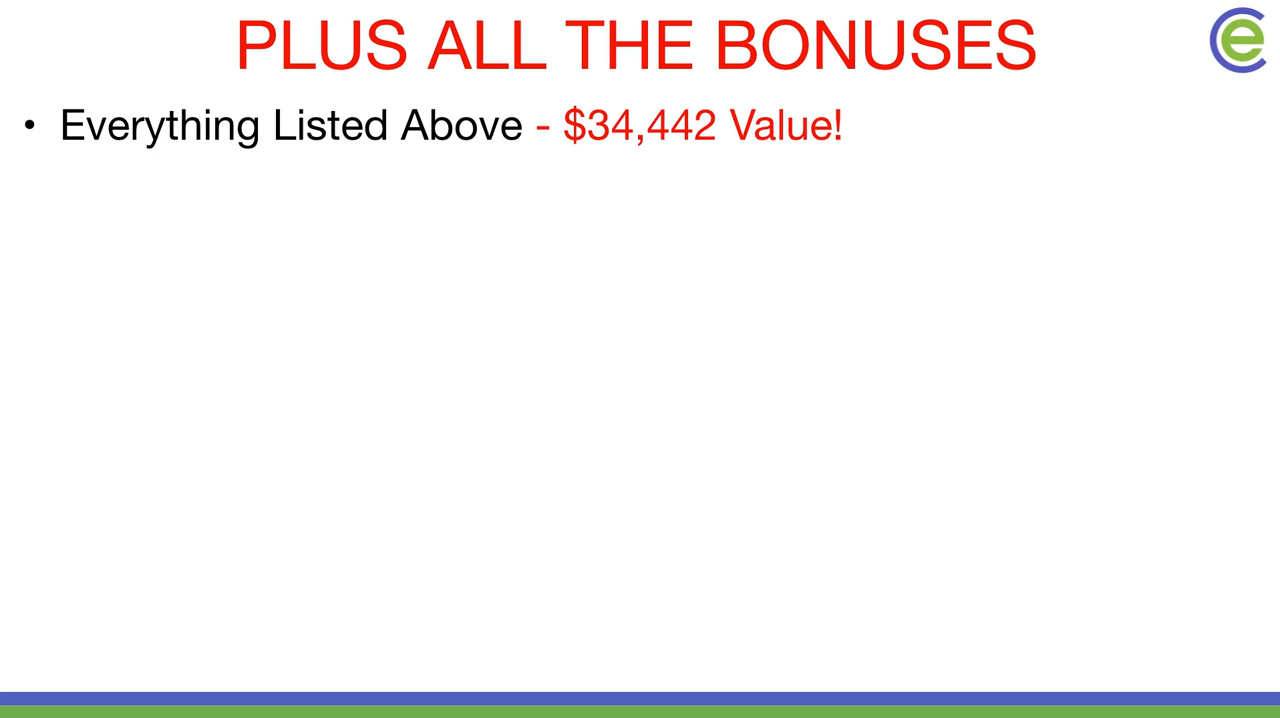 PLUS ALL THE BONUSES
• Everything Listed Above - $34,442 Value!